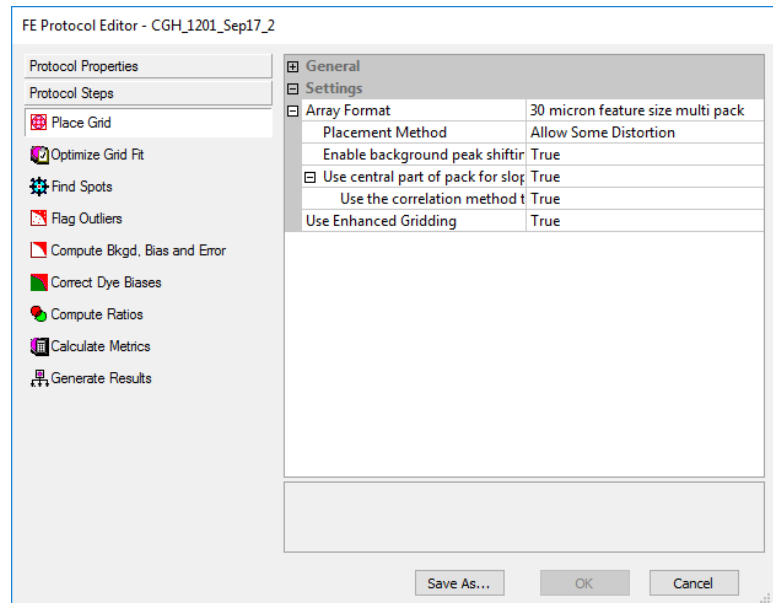 FE Protocol Editor - CGH_1201_Sep17_2
Protocol Properties
Protocol Steps
Place Grid
Optimize Grid Fit
Find Spots
Flag Outliers
Compute Bkgd, Bias and Error
Correct Dye Biases
Compute Ratios
Calculate Metrics
Generate Results
General
Settings
Array Format 30 micron feature size multi pack
Placement Method Allow Some Distortion
Enable background peak shiftin True
Use central part of pack for slop True
Use the correlation method t True
Use Enhanced Gridding True
Save As... OK Cancel